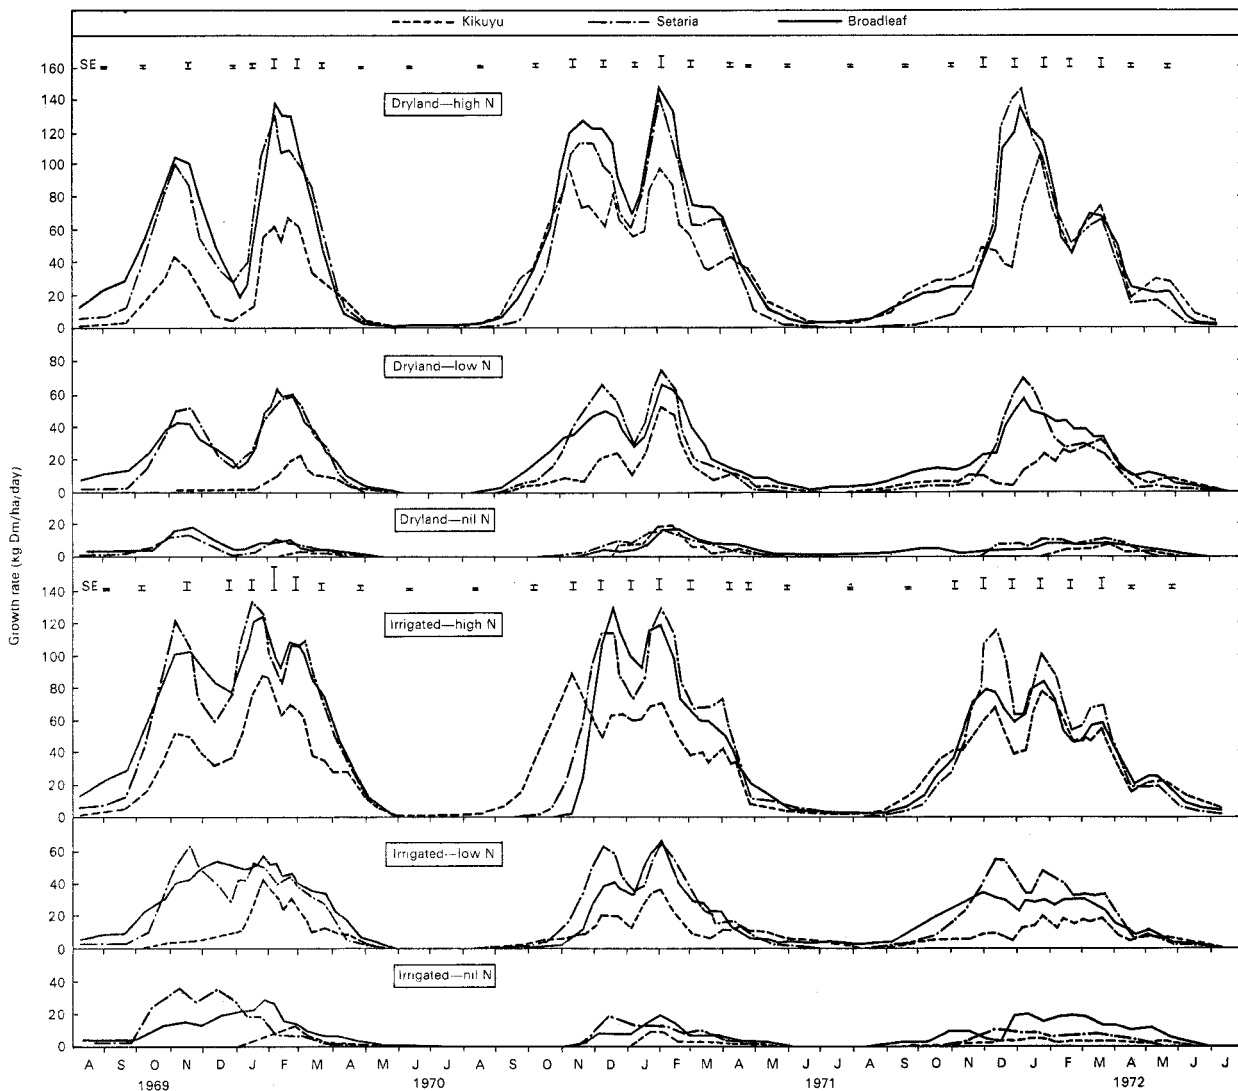 Kikuyu Setaria Broadleaf
SE
160
Dryland—high N
140
120
100
80
60
40
20
0
Dryland—low N
80
60
40
20
0
Dryland—nil N
20
0
SE
140
Irrigated—high N
120
100
80
60
40
20
0
Irrigated—low N
60
40
20
0
Irrigated—nil N
40
20
0
Growth rate (kg Dm/ha/day)
A S O N D J F M A M J J A S O N D J F M A M J J A S O N D J F M A M J J
1969 1970 1971 1972